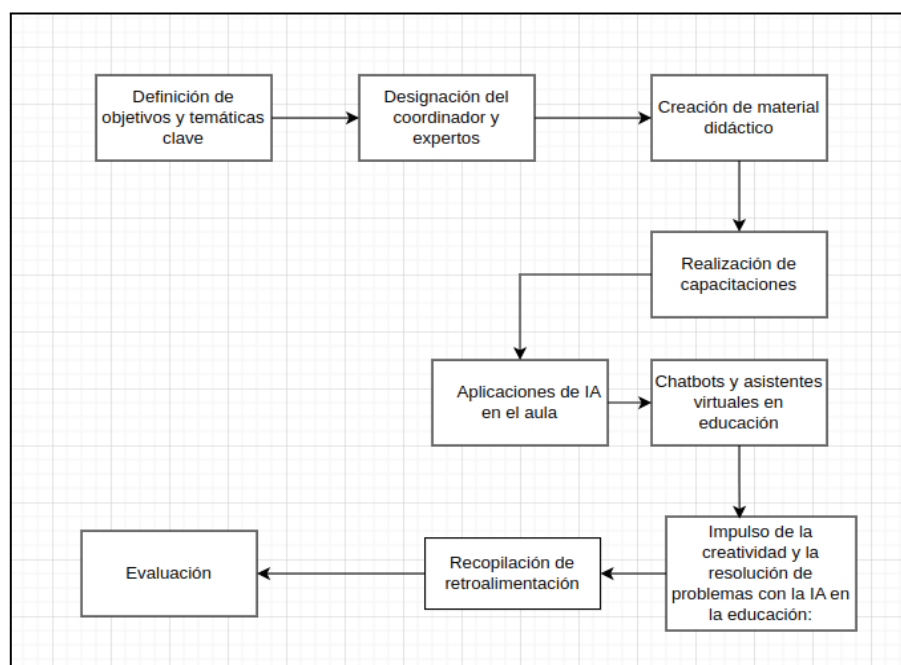 Definición de
objetivos y temáticas
clave
Designación del
coordinador y
expertos
Creación de material
didáctico
Realización de
capacitaciones
Aplicaciones de IA
en el aula
Chatbots y asistentes
virtuales en
educación
Impulso de la
creatividad y la
resolución de
problemas con la IA en
la educación:
Recopilación de
retroalimentación
Evaluación